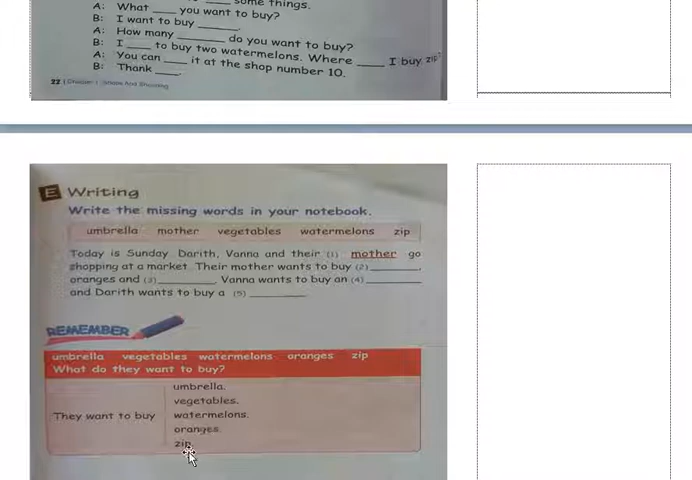 some things.
A: What ____ you want to buy?
B: I want to buy ______.
A: How many _______ do you want to buy?
B: I ____ to buy two watermelons. Where ____ I buy zip
A: You can ____ it at the shop number 10.
B: Thank ____.
22 | Chapter
And Shopping
E Writing
Write the missing words in your notebook.
umbrella mother vegetables watermelons zip
Today is Sunday. Darith, Vanna and their (1) mother go
shopping at a market. Their mother wants to buy (2) ________,
oranges and (3) ________. Vanna wants to buy an (4) ________
and Darith wants to buy a (5) ________.
REMEMBER
umbrella vegetables watermelons oranges zip
What do they want to buy?
They want to buy
umbrella.
vegetables.
watermelons.
oranges.
zip.